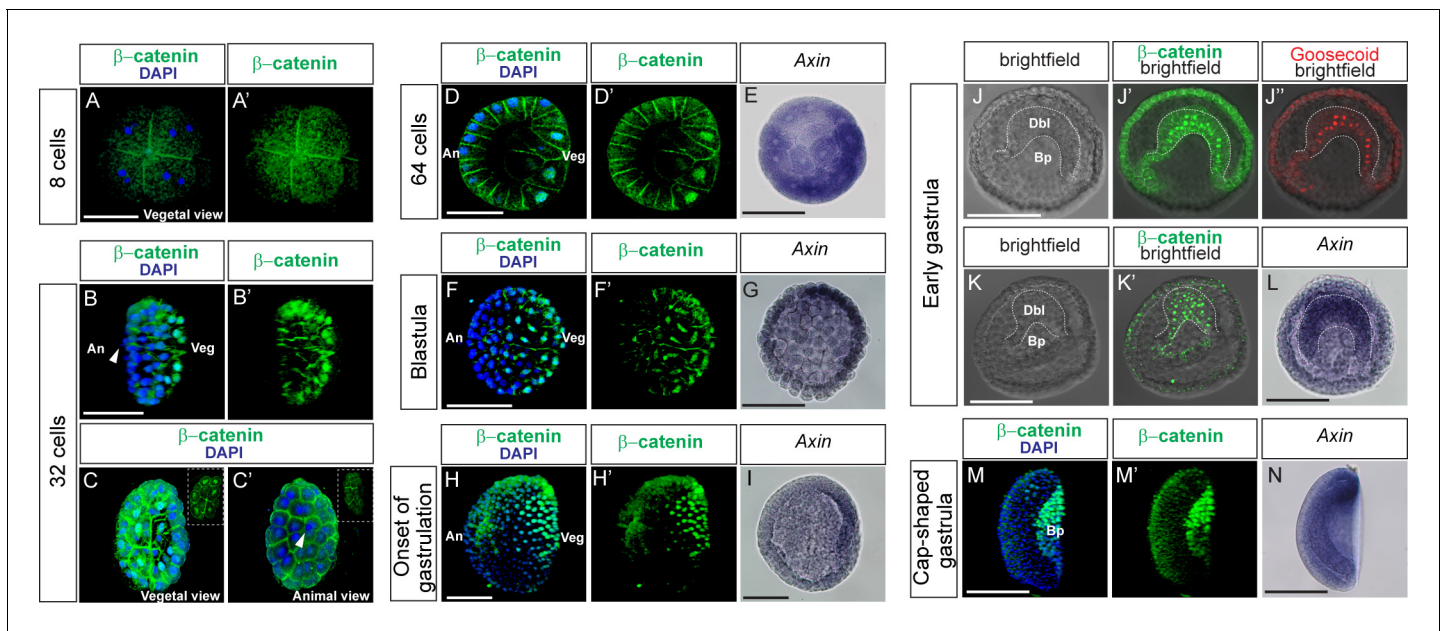 β-catenin
DAPI
β-catenin
8 cells
A
A'
Vegetal view
β-catenin
DAPI
β-catenin
32 cells
B
An
Veg
B'
β-catenin
DAPI
C
Vegetal view
C'
Animal view
β-catenin
DAPI
β-catenin
Axin
64 cells
D
An
Veg
D'
E
β-catenin
DAPI
β-catenin
Axin
Blastula
F
An
Veg
F'
G
β-catenin
DAPI
β-catenin
Axin
Onset of
gastrulation
H
An
Veg
H'
I
brightfield
β-catenin
brightfield
Goosecoid
brightfield
Early gastrula
J
Dbl
Bp
J'
J''
brightfield
β-catenin
brightfield
Axin
K
Dbl
Bp
K'
L
β-catenin
DAPI
β-catenin
Axin
Cap-shaped
gastrula
M
Bp
M'
N